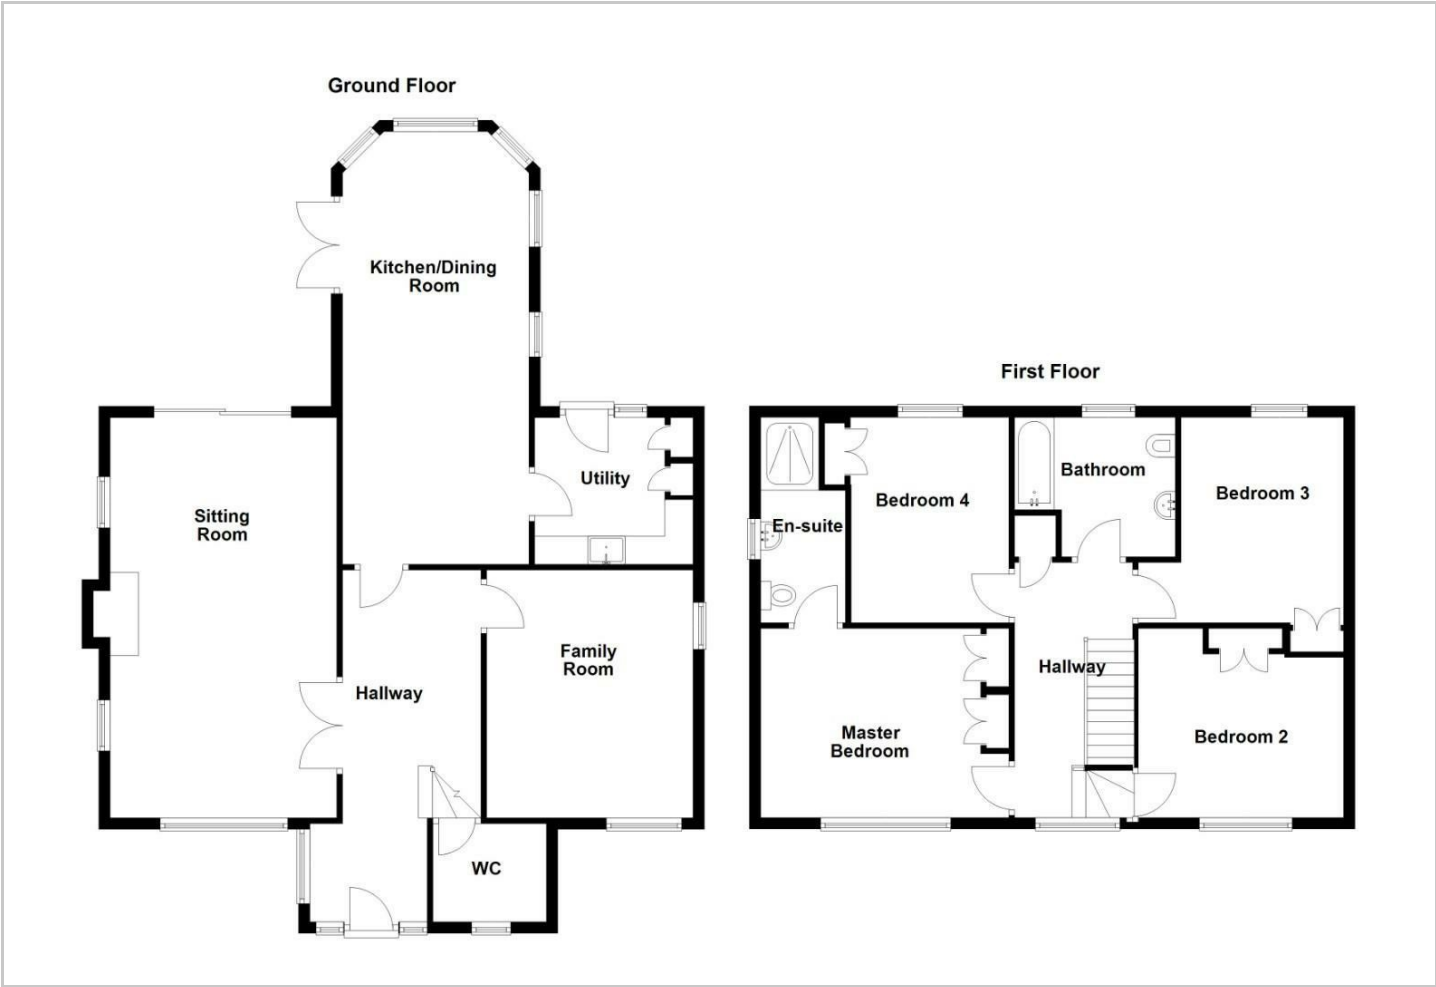 Ground Floor
Kitchen/Dining
Room
Utility
Sitting
Room
Family
Room
Hallway
WC
First Floor
Bathroom
Bedroom 3
Bedroom 4
En-suite
Hallway
Master
Bedroom
Bedroom 2